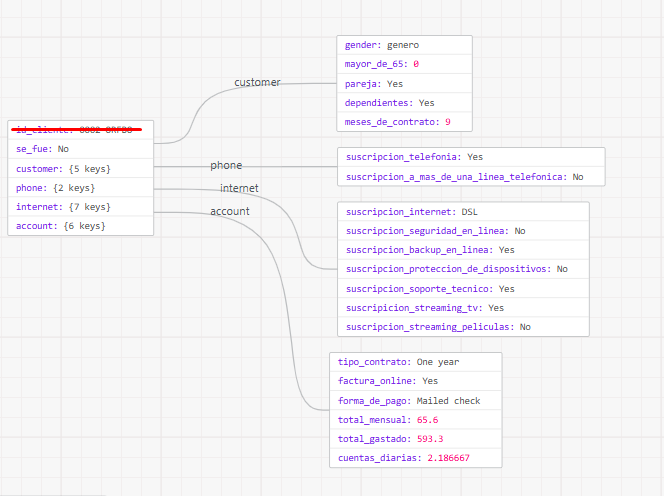 se_fue: No
customer: {5 keys}
phone: {2 keys}
internet: {7 keys}
account: {6 keys}
customer
phone
internet
account
gender: genero
mayor_de_65: 0
pareja: Yes
dependientes: Yes
meses_de_contrato: 9
suscripcion_telefonia: Yes
suscripcion_a_mas_de_una_linea_telefonica: No
suscripcion_internet: DSL
suscripcion_seguridad_en_linea: No
suscripcion_backup_en_linea: Yes
suscripcion_proteccion_de_dispositivos: No
suscripcion_soporte_tecnico: Yes
suscripicion_streaming_tv: Yes
suscripcion_streaming_peliculas: No
tipo_contrato: One year
factura_online: Yes
forma_de_pago: Mailed check
total_mensual: 65.6
total_gastado: 593.3
cuentas_diarias: 2.186667